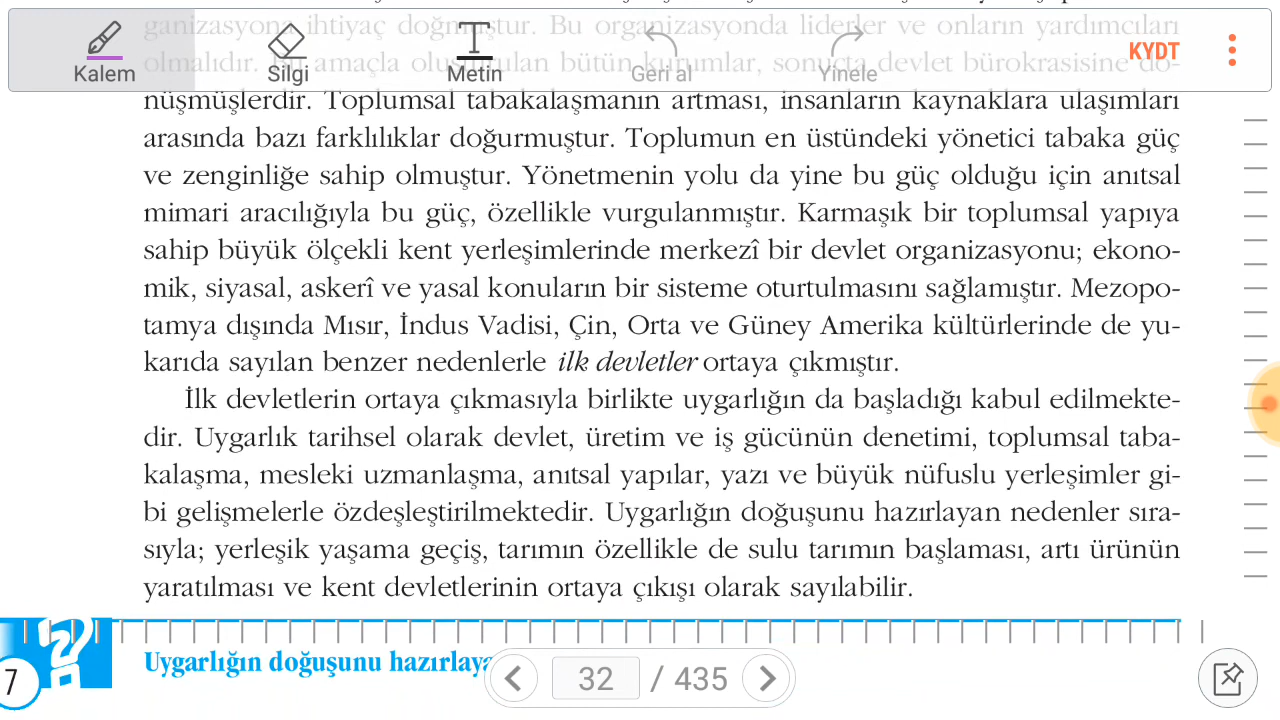 ganizasyona ihtiyaç doğmuştur. Bu organizasyonda liderler ve onların yardımcıları
olmalıdır. Bu amaçla oluşturulan bütün kurumlar, sonuçta devlet bürokrasisine dö-
Kalem
Silgi
Metin
Geri al
Yinele
KYDT
nüşmüşlerdir. Toplumsal tabakalaşmanın artması, insanların kaynaklara ulaşımları
arasında bazı farklılıklar doğurmuştur. Toplumun en üstündeki yönetici tabaka güç
ve zenginliğe sahip olmuştur. Yönetmenin yolu da yine bu güç olduğu için anıtsal
mimari aracılığıyla bu güç, özellikle vurgulanmıştır. Karmaşık bir toplumsal yapıya
sahip büyük ölçekli kent yerleşimlerinde merkezî bir devlet organizasyonu; ekono-
mik, siyasal, askerî ve yasal konuların bir sisteme oturtulmasını sağlamıştır. Mezopo-
tamya dışında Mısır, İndus Vadisi, Çin, Orta ve Güney Amerika kültürlerinde de yu-
karıda sayılan benzer nedenlerle ilk devletler ortaya çıkmıştır.
İlk devletlerin ortaya çıkmasıyla birlikte uygarlığın da başladığı kabul edilmekte-
dir. Uygarlık tarihsel olarak devlet, üretim ve iş gücünün denetimi, toplumsal taba-
kalaşma, mesleki uzmanlaşma, anıtsal yapılar, yazı ve büyük nüfuslu yerleşimler gi-
bi gelişmelerle özdeşleştirilmektedir. Uygarlığın doğuşunu hazırlayan nedenler sıra-
sıyla; yerleşik yaşama geçiş, tarımın özellikle de sulu tarımın başlaması, artı ürünün
yaratılması ve kent devletlerinin ortaya çıkışı olarak sayılabilir.
7
Uygarlığın doğuşunu hazırlaya
32 / 435